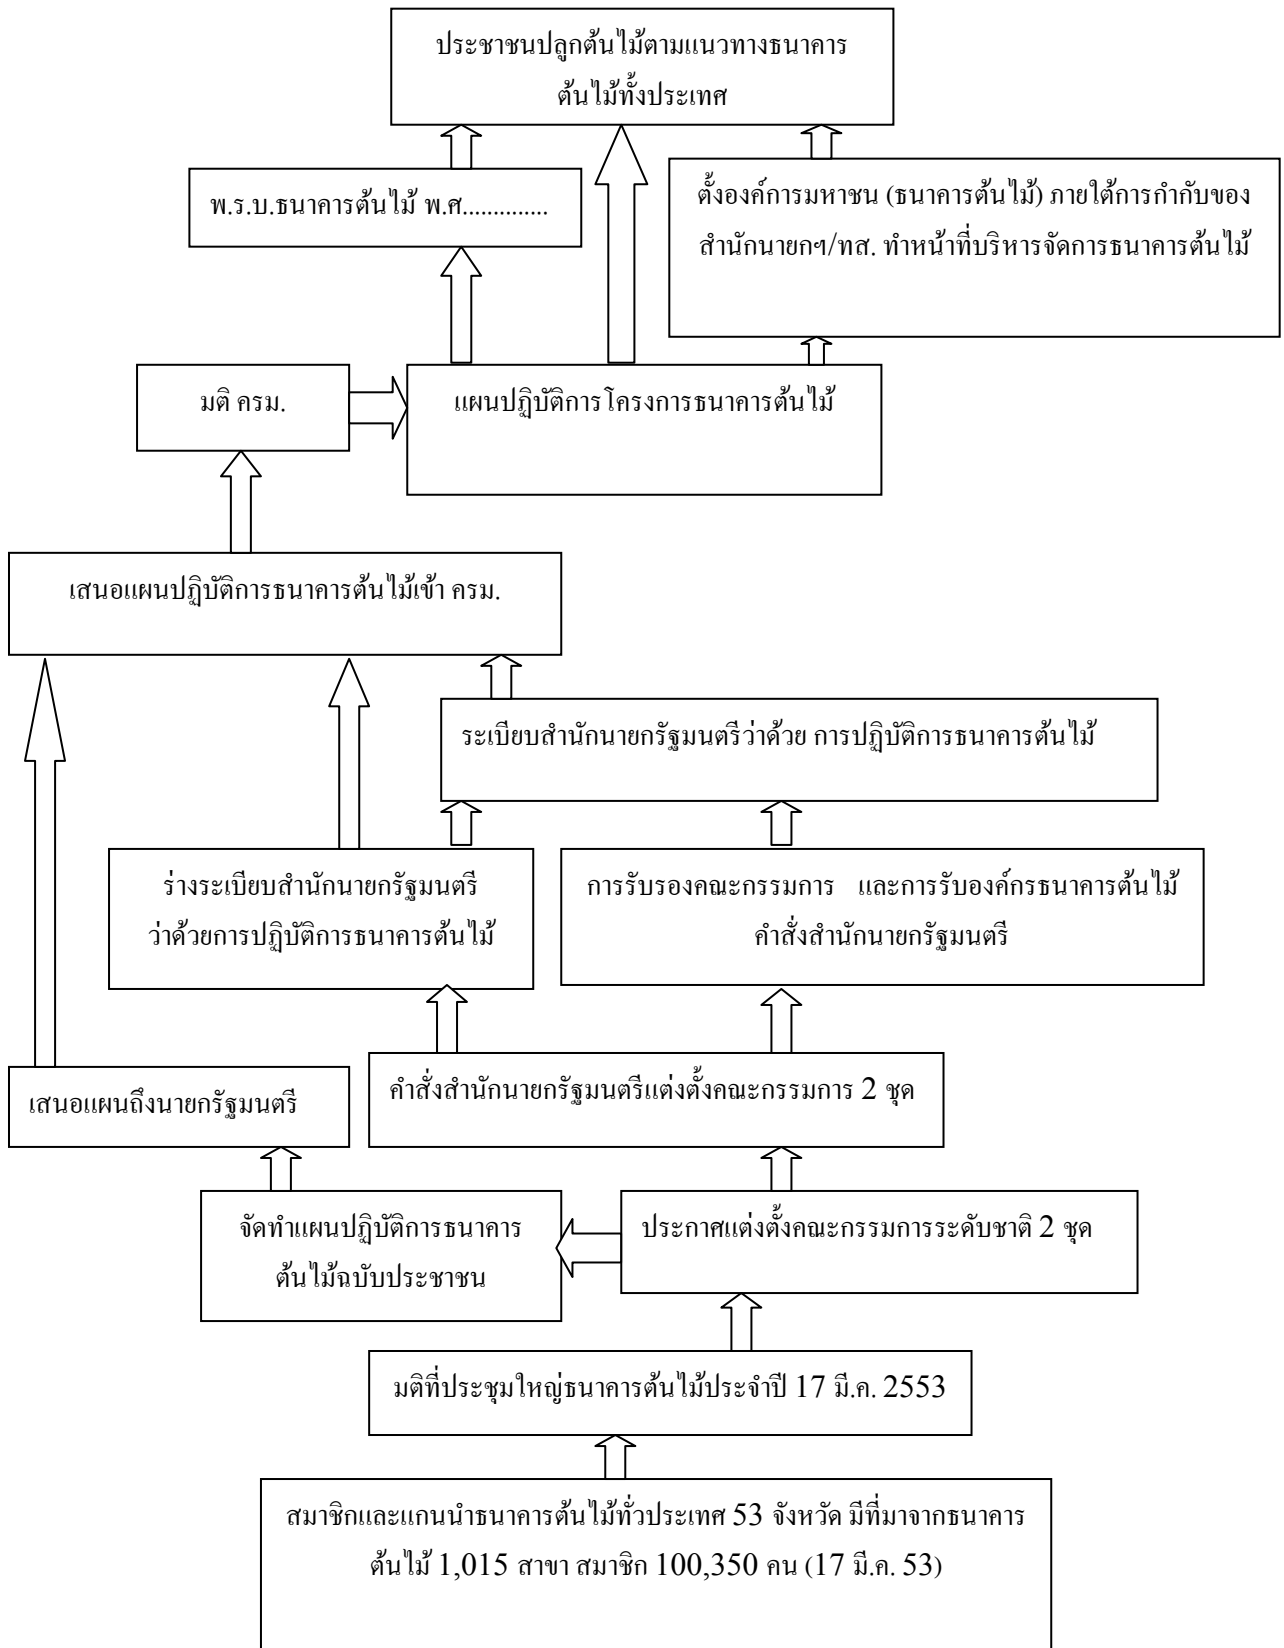 ประชาชนปลูกต้นไม้ตามแนวทางธนาคาร
ต้นไม้ทั้งประเทศ
พ.ร.บ.ธนาคารต้นไม้ พ.ศ..............
ตั้งองค์การมหาชน (ธนาคารต้นไม้) ภายใต้การกำกับของ
สำนักนายกฯ/ทส. ทำหน้าที่บริหารจัดการธนาคารต้นไม้
มติ ครม.
แผนปฏิบัติการโครงการธนาคารต้นไม้
เสนอแผนปฏิบัติการธนาคารต้นไม้เข้า ครม.
ระเบียบสำนักนายกรัฐมนตรีว่าด้วย การปฏิบัติการธนาคารต้นไม้
ร่างระเบียบสำนักนายกรัฐมนตรี
ว่าด้วยการปฏิบัติการธนาคารต้นไม้
การรับรองคณะกรรมการ และการรับองค์กรธนาคารต้นไม้
คำสั่งสำนักนายกรัฐมนตรี
เสนอแผนถึงนายกรัฐมนตรี
คำสั่งสำนักนายกรัฐมนตรีแต่งตั้งคณะกรรมการ 2 ชุด
จัดทำแผนปฏิบัติการธนาคาร
ต้นไม้ฉบับประชาชน
ประกาศแต่งตั้งคณะกรรมการระดับชาติ 2 ชุด
มติที่ประชุมใหญ่ธนาคารต้นไม้ประจำปี 17 มี.ค. 2553
สมาชิกและแกนนำธนาคารต้นไม้ทั่วประเทศ 53 จังหวัด มีที่มาจากธนาคาร
ต้นไม้ 1,015 สาขา สมาชิก 100,350 คน (17 มี.ค. 53)